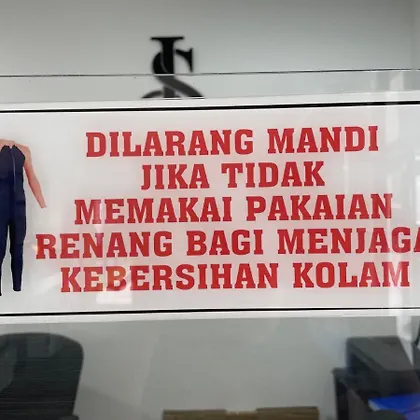 DILARANG MANDI
JIKA TIDAK
MEMAKAI PAKAIAN
RENANG BAGI MENJAGA
KEBERSIHAN KOLAM